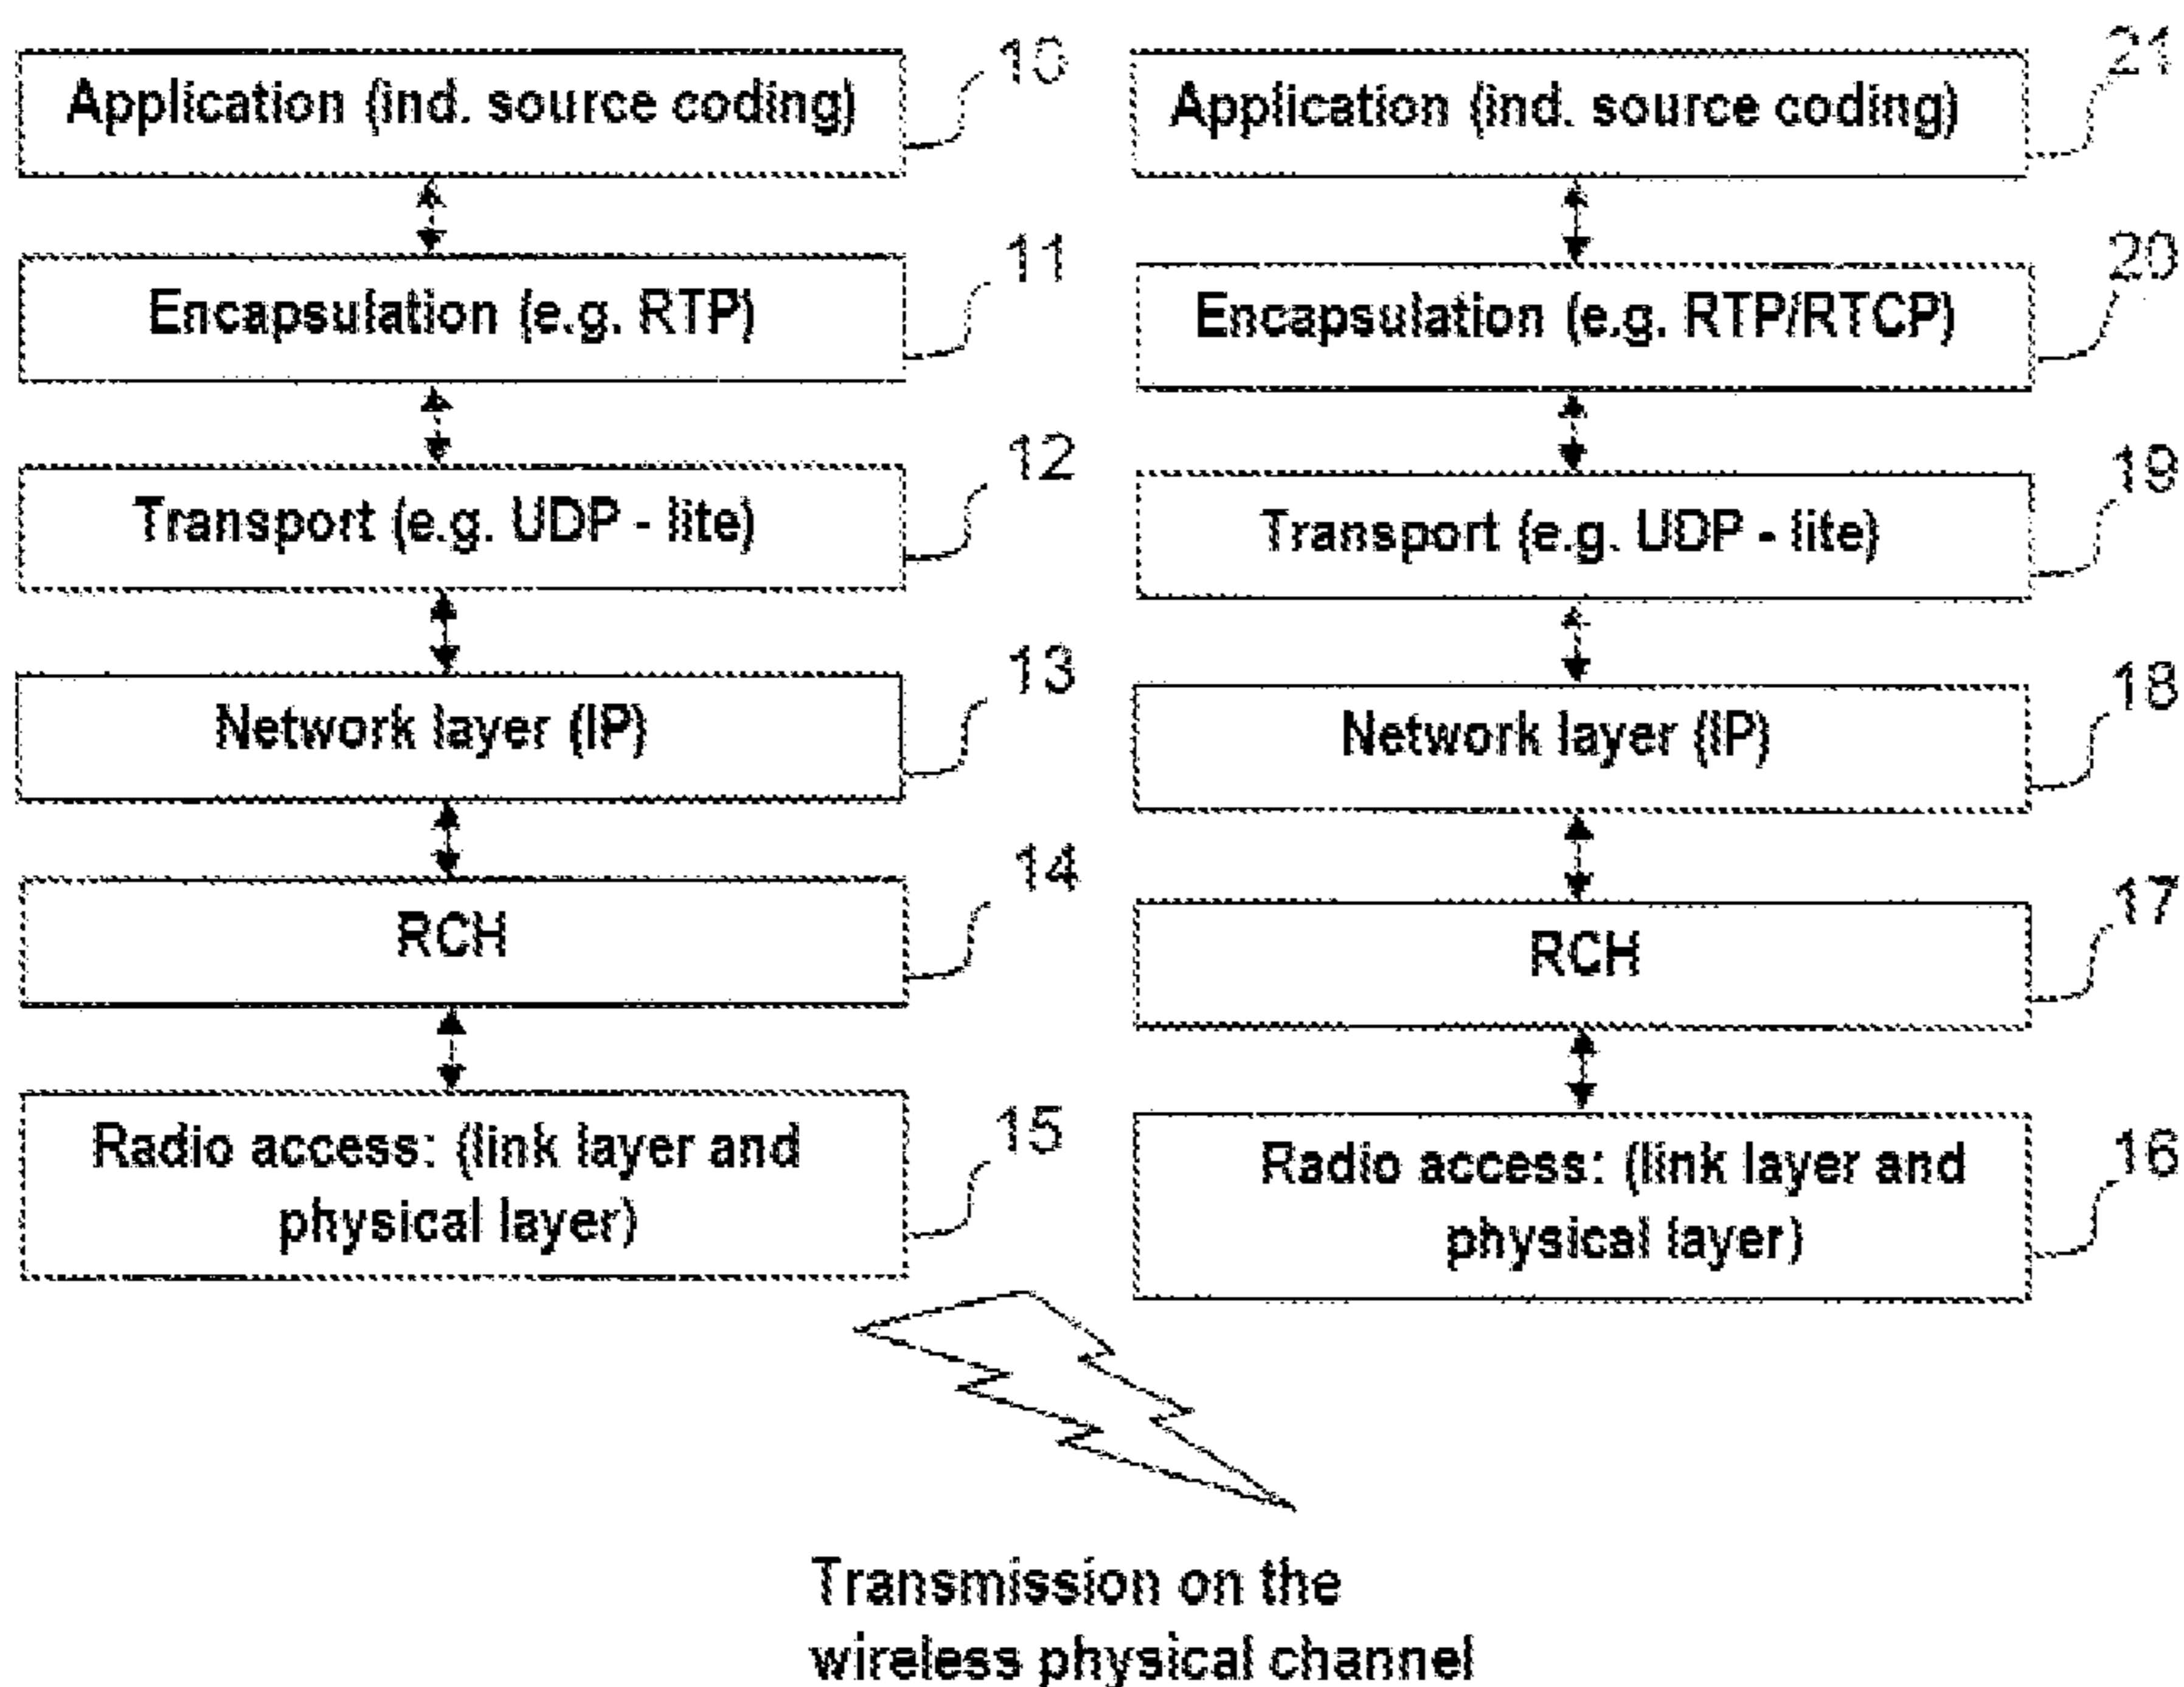 Application (ind. source coding)
10
Encapsulation (e.g. RTP)
11
Transport (e.g. UDP - lite)
12
Network layer (IP)
13
RCH
14
Radio access: (link layer and
physical layer)
15
Application (ind. source coding)
21
Encapsulation (e.g. RTP/RTCP)
20
Transport (e.g. UDP - lite)
19
Network layer (IP)
18
RCH
17
Radio access: (link layer and
physical layer)
16
Transmission on the
wireless physical channel